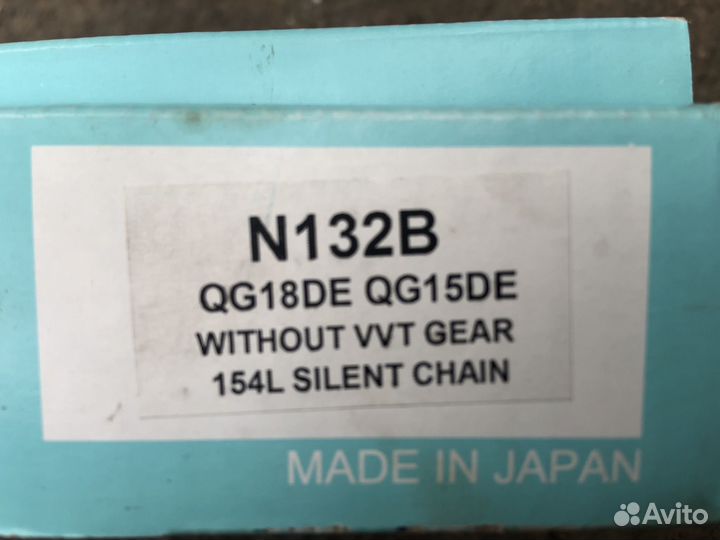 N132B
QG18DE QG15DE
WITHOUT VVT GEAR
154L SILENT CHAIN
MADE IN JAPAN
Avito